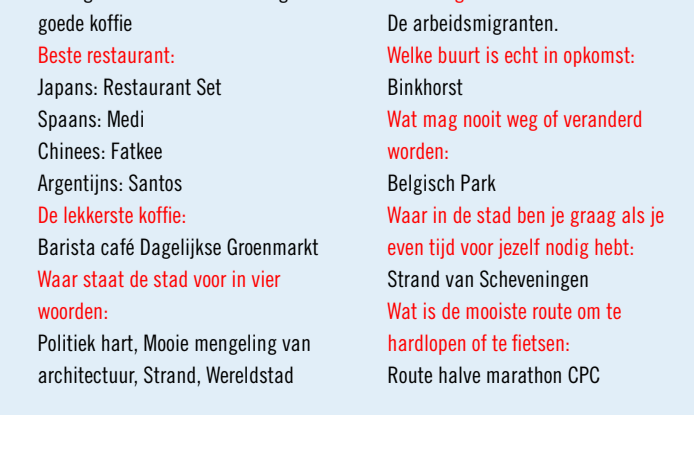 goede koffie
Beste restaurant:
Japans: Restaurant Set
Spaans: Medi
Chinees: Fatkee
Argentijns: Santos
De lekkerste koffie:
Barista café Dagelijkse Groenmarkt
Waar staat de stad voor in vier
woorden:
Politiek hart, Mooie mengeling van
architectuur, Strand, Wereldstad
De arbeidsmigranten.
Welke buurt is echt in opkomst:
Binkhorst
Wat mag nooit weg of veranderd
worden:
Belgisch Park
Waar in de stad ben je graag als je
even tijd voor jezelf nodig hebt:
Strand van Scheveningen
Wat is de mooiste route om te
hardlopen of te fietsen:
Route halve marathon CPC